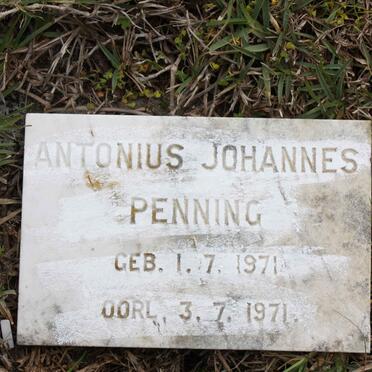 ANTONIUS JOHANNES
PENNING
GEB. 1. 7. 1971
OORL. 3. 7. 1971.